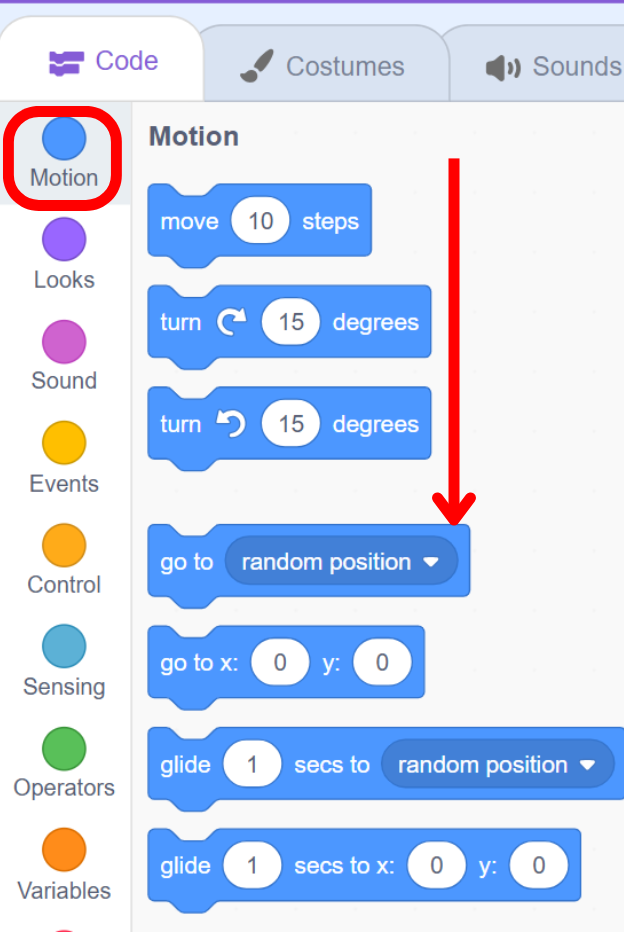 Code
Costumes
Sounds
Motion
Looks
Sound
Events
Control
Sensing
Operators
Variables
Motion
move 10 steps
turn 15 degrees
turn 15 degrees
go to random position
go to x: 0 y: 0
glide 1 secs to random position
glide 1 secs to x: 0 y: 0